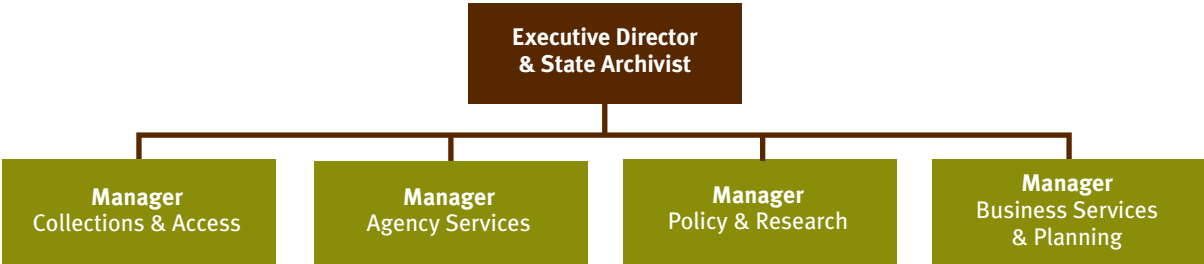 Executive Director
& State Archivist
Manager
Collections & Access
Manager
Agency Services
Manager
Policy & Research
Manager
Business Services
& Planning